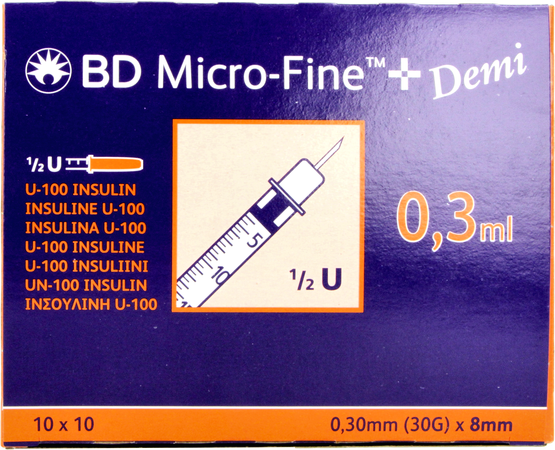 BD Micro-Fine™+ Demi
1/2 U
U-100 INSULIN
INSULINE U-100
INSULINA U-100
U-100 INSULINE
U-100 İNSULIINI
UN-100 INSULIN
ΙΝΣΟΥΛΙΝΗ U-100
5
10
1/2 U
0,3ml
10 x 10
0,30mm (30G) x 8mm